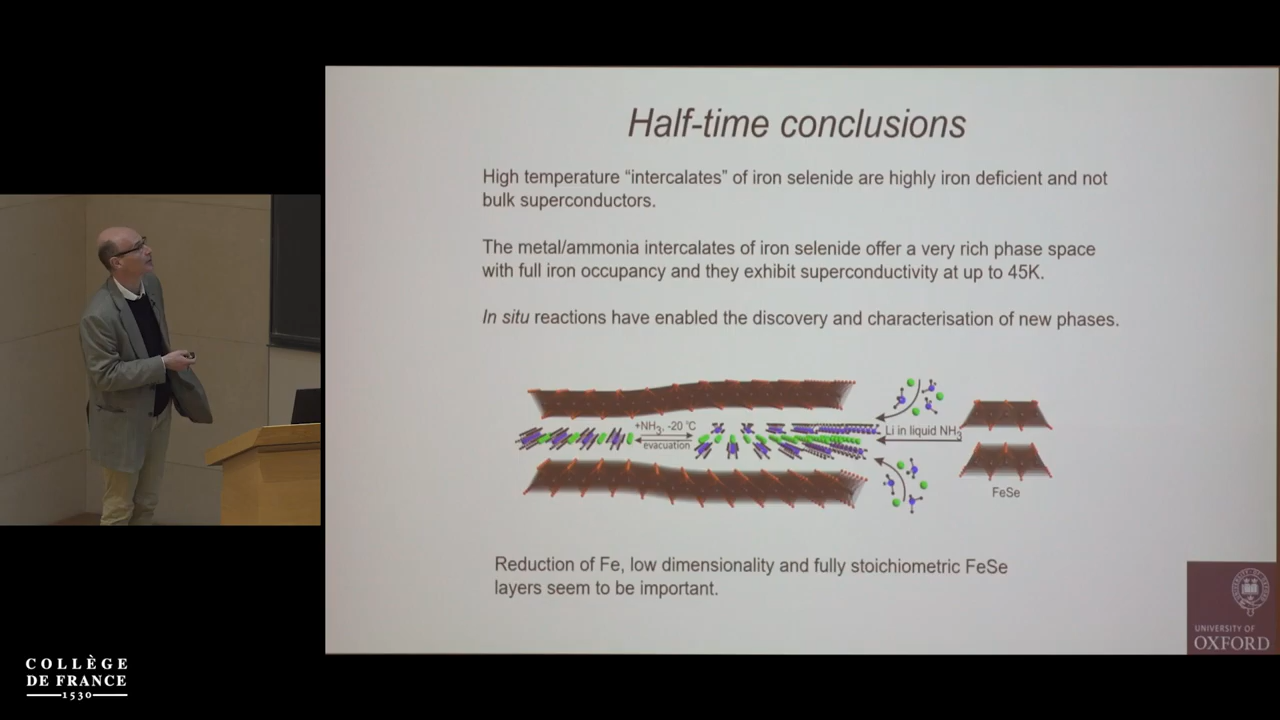 Half-time conclusions
High temperature “intercalates” of iron selenide are highly iron deficient and not
bulk superconductors.
The metal/ammonia intercalates of iron selenide offer a very rich phase space
with full iron occupancy and they exhibit superconductivity at up to 45K.
In situ reactions have enabled the discovery and characterisation of new phases.
+NH3, -20 °C
evacuation
Li in liquid NH3
FeSe
Reduction of Fe, low dimensionality and fully stoichiometric FeSe
layers seem to be important.
UNIVERSITY OF
OXFORD
COLLÈGE
DE FRANCE
1530